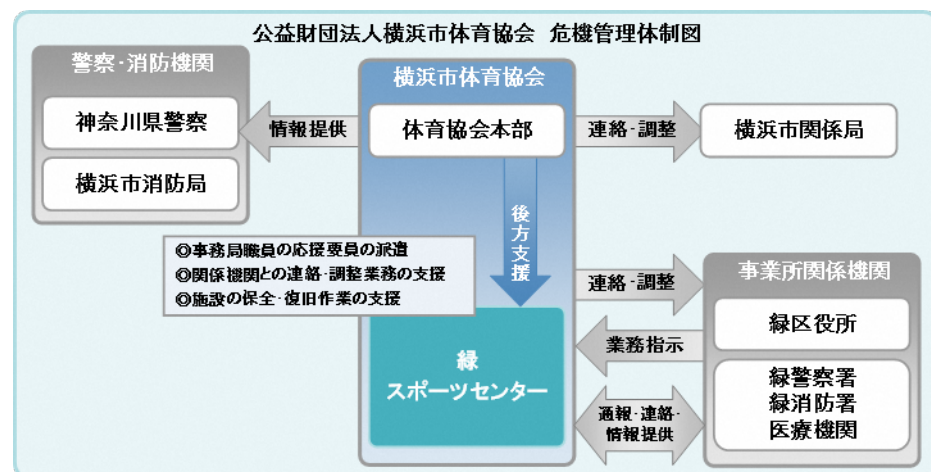 公益財団法人横浜市体育協会 危機管理体制図
警察・消防機関
神奈川県警察
横浜市消防局
情報提供
横浜市体育協会
体育協会本部
連絡・調整
横浜市関係局
後方支援
◎事務局職員の応援要員の派遣
◎関係機関との連絡・調整業務の支援
◎施設の保全・復旧作業の支援
緑
スポーツセンター
連絡・調整
業務指示
通報・連絡・
情報提供
事業所関係機関
緑区役所
緑警察署
緑消防署
医療機関